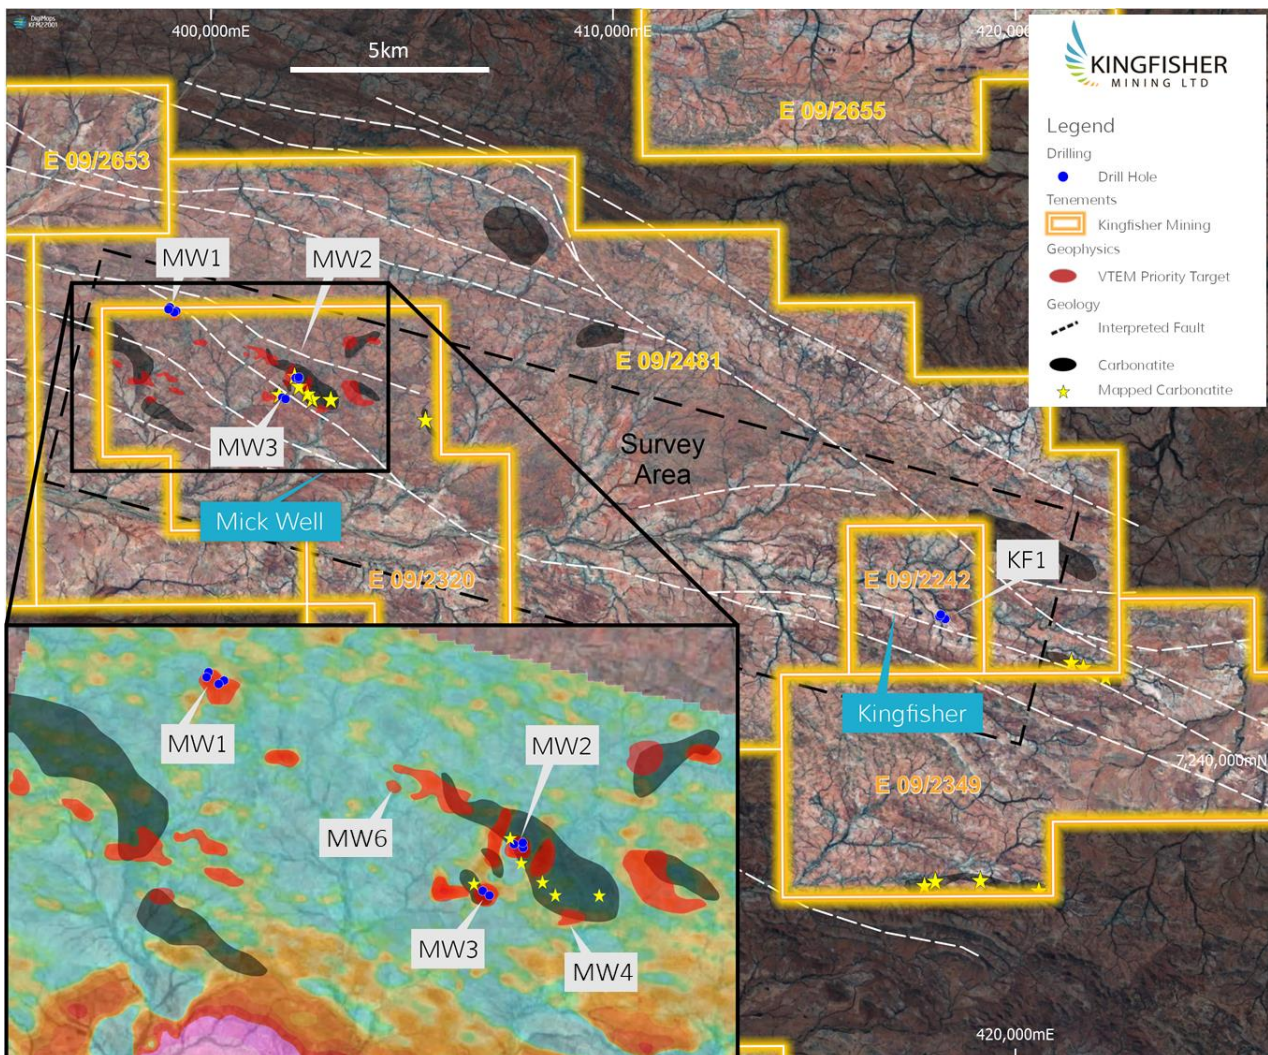 DigiMaps
KFM22001
400,000mE
410,000mE
5km
KINGFISHER
MINING LTD
Legend
Drilling
Drill Hole
Tenements
Kingfisher Mining
Geophysics
VTEM Priority Target
Geology
Interpreted Fault
Carbonatite
Mapped Carbonatite
E 09/2655
E 09/2653
MW1
MW2
E 09/2481
MW3
Survey
Area
Mick Well
E 09/2320
E 09/2242
KF1
Kingfisher
7,240,000mN
E 09/2349
MW1
MW2
MW6
MW3
MW4
420,000mE